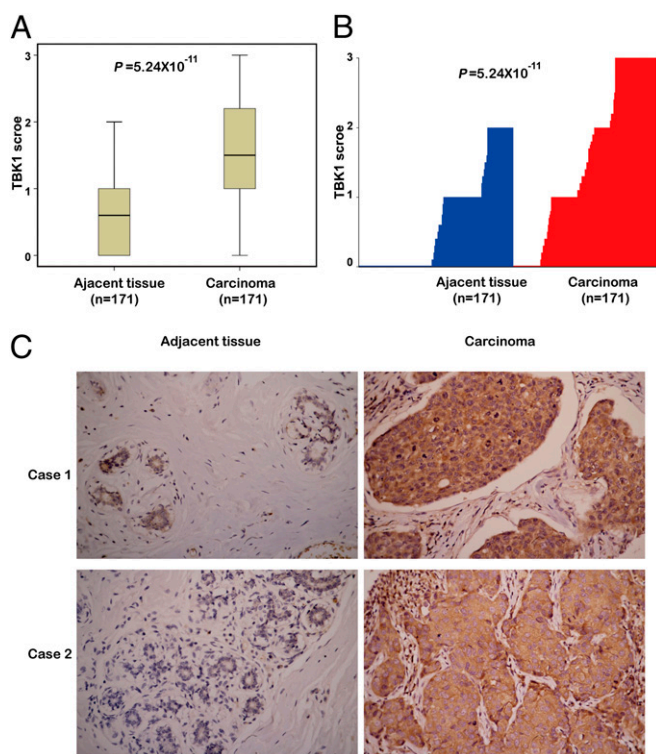 A
P=5.24X10-11
TBK1 scroe
3
2
1
0
Ajacent tissue
(n=171)
Carcinoma
(n=171)
B
P=5.24X10-11
TBK1 scroe
3
2
1
0
Ajacent tissue
(n=171)
Carcinoma
(n=171)
C
Adjacent tissue
Carcinoma
Case 1
Case 2